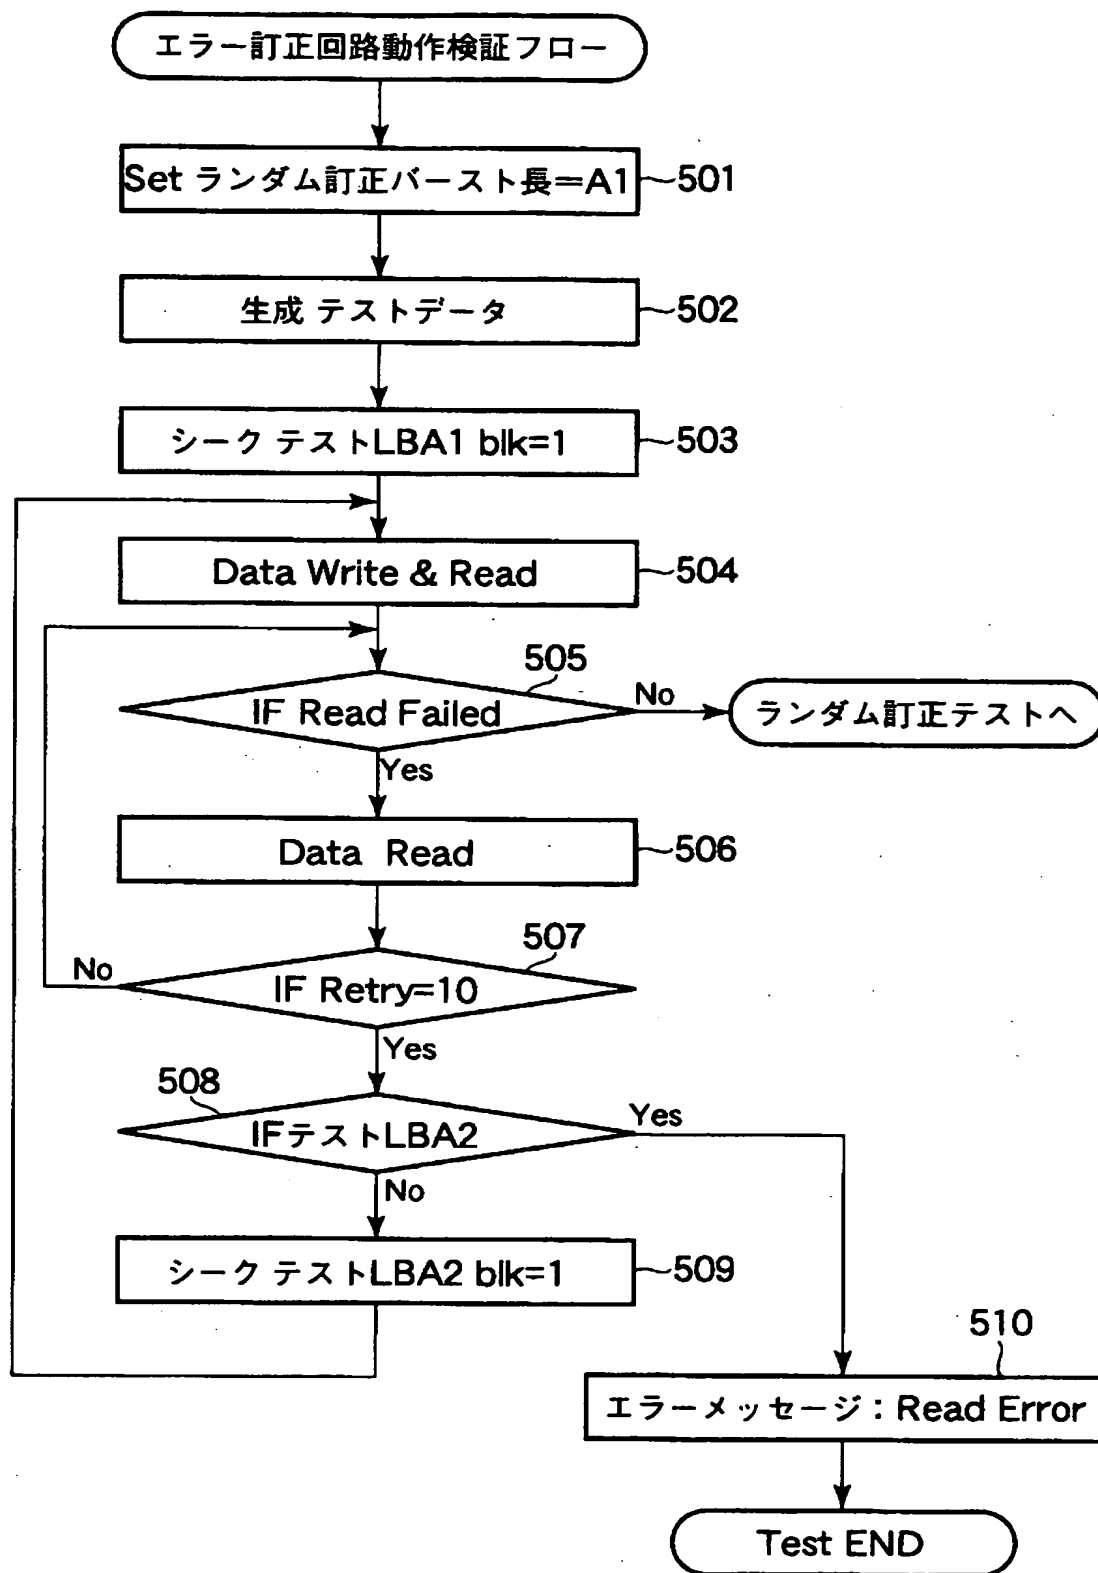 エラー訂正回路動作検証フロー
Set ランダム訂正バースト長=A1
501
生成 テストデータ
502
シーク テストLBA1 blk=1
503
Data Write & Read
504
505
IF Read Failed
No
ランダム訂正テストへ
Yes
Data Read
506
507
No
IF Retry=10
Yes
508
IFテストLBA2
Yes
No
シーク テストLBA2 blk=1
509
510
エラーメッセージ：Read Error
Test END